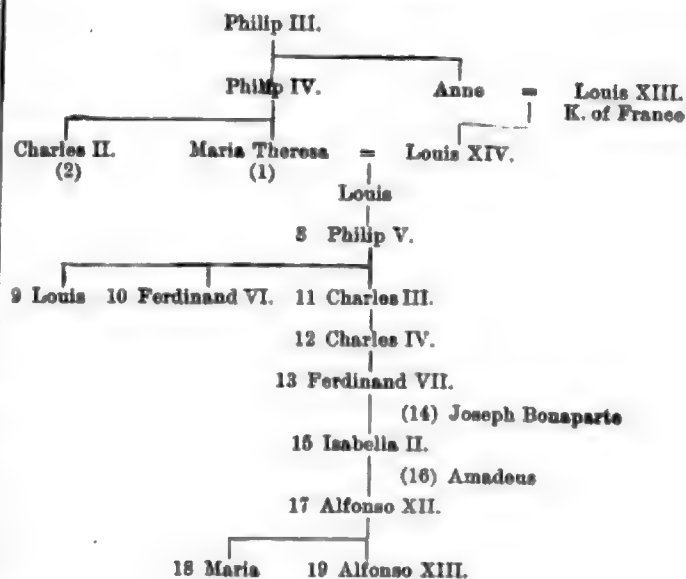 Philip III.
Philip IV. Anne = Louis XIII.
K. of France
Charles II. Maria Theresa = Louis XIV.
(2) (1)
Louis
8 Philip V.
9 Louis 10 Ferdinand VI. 11 Charles III.
12 Charles IV.
13 Ferdinand VII.
(14) Joseph Bonaparte
15 Isabella II.
(16) Amadeus
17 Alfonso XII.
18 Maria 19 Alfonso XIII.